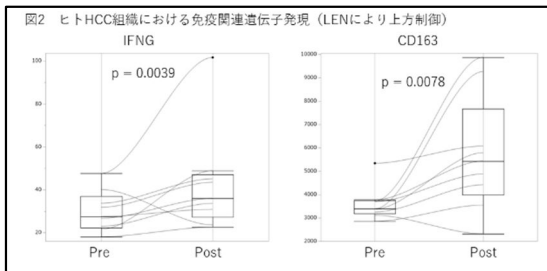 図2 ヒトHCC組織における免疫関連遺伝子発現（LENにより上方制御）
IFNG
CD163
p = 0.0039
p = 0.0078
100
80
60
40
20
10000
9000
8000
7000
6000
5000
4000
3000
2000
Pre
Post
Pre
Post